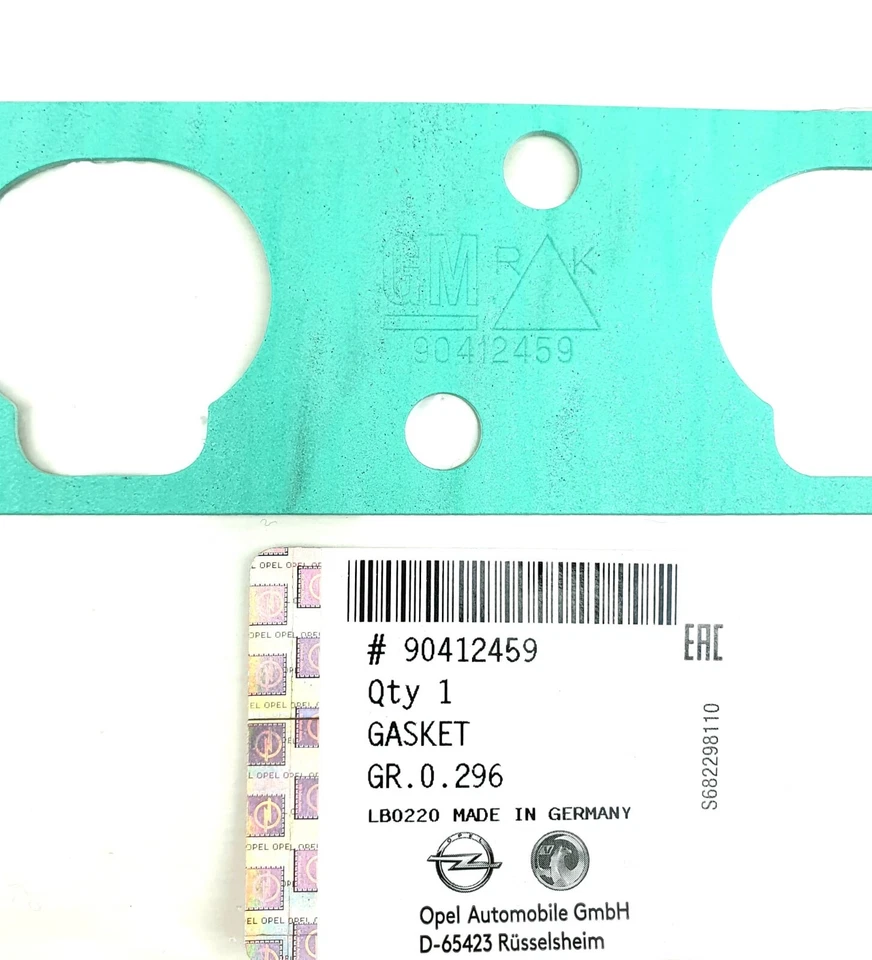 GM R K
90412459
# 90412459
EAC
Qty 1
GASKET
GR.0.296
S682298110
LB0220 MADE IN GERMANY
OPEL
Opel Automobile GmbH
D-65423 Rüsselsheim